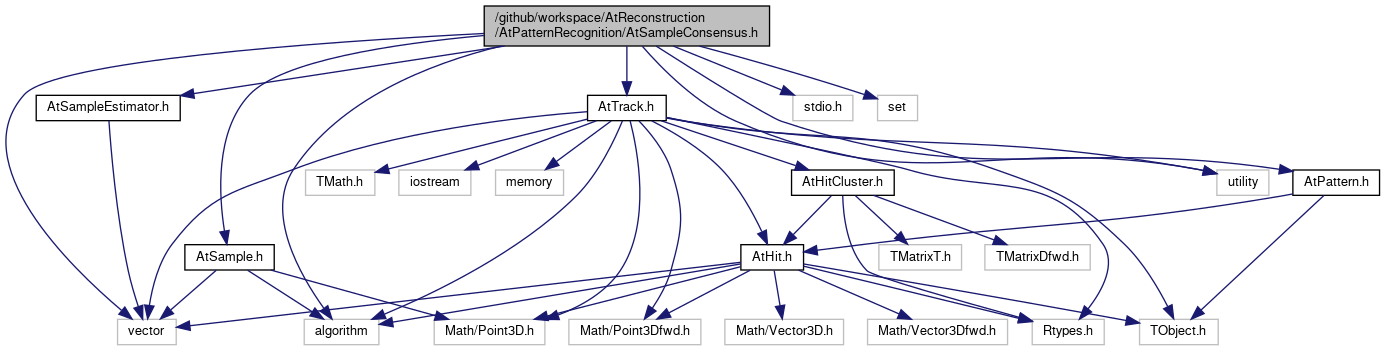 /github/workspace/AtReconstruction
/AtPatternRecognition/AtSampleConsensus.h
AtSampleEstimator.h
AtTrack.h
stdio.h
set
TMath.h
iostream
memory
AtHitCluster.h
utility
AtPattern.h
AtSample.h
AtHit.h
TMatrixT.h
TMatrixDfwd.h
vector
algorithm
Math/Point3D.h
Math/Point3Dfwd.h
Math/Vector3D.h
Math/Vector3Dfwd.h
Rtypes.h
TObject.h